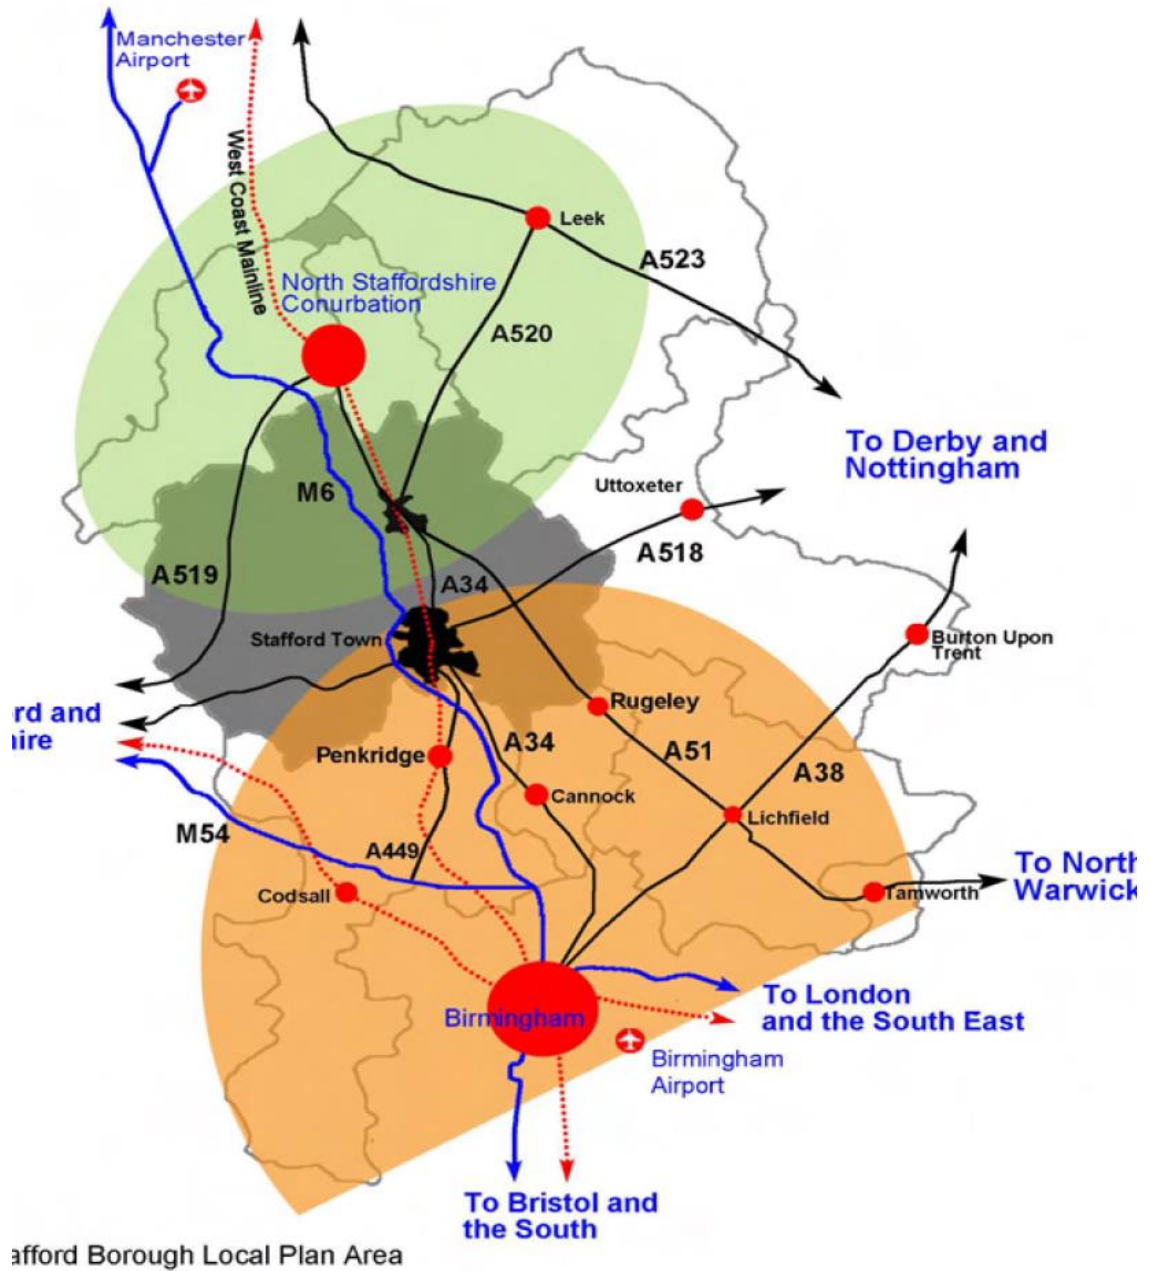 Manchester
Airport
West Coast Mainline
Leek
A523
North Staffordshire
Conurbation
A520
To Derby and
Nottingham
Uttoxeter
M6
A518
A519
A34
Stafford Town
Burton Upon
Trent
rd and
ire
Rugeley
Penkridge
A34
A51
A38
Cannock
Lichfield
M54
A449
To North
Warwick
Codsall
Tamworth
To London
and the South East
Birmingham
Birmingham
Airport
To Bristol and
the South
afford Borough Local Plan Area